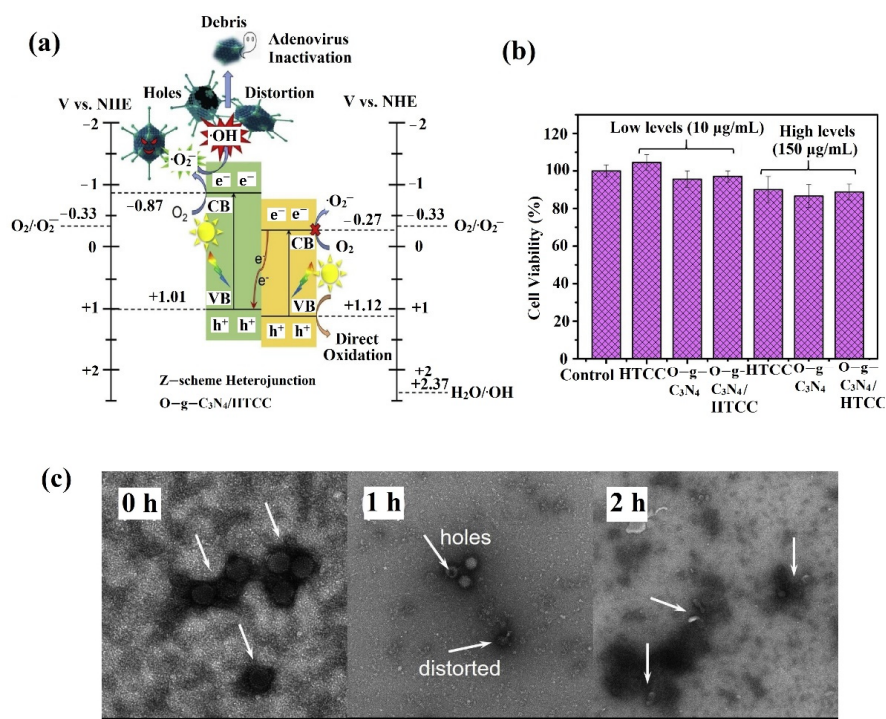 (a)
Debris
Adenovirus
Inactivation
Holes
Distortion
V vs. NIIE
V vs. NHE
·OH
·O₂⁻
−2
−1
O₂/·O₂⁻
−0.33
0
+1
+2
−0.87
O₂
e⁻ e⁻
CB
+1.01
VB
h⁺ h⁺
e⁻
e⁻
e⁻ e⁻
CB
VB
h⁺ h⁺
·O₂⁻
−0.27
O₂
+1.12
Direct
Oxidation
−2
−1
−0.33
O₂/·O₂⁻
0
+1
+2
+2.37
H₂O/·OH
Z−scheme Heterojunction
O−g−C₃N₄/IITCC
(b)
Cell Viability (%)
120
100
80
60
40
20
0
Low levels (10 μg/mL)
High levels
(150 μg/mL)
Control
HTCC
O−g−
C₃N₄
O−g−
C₃N₄/
IITCC
HTCC
O−g
C₃N₄
O−g−
C₃N₄/
HTCC
(c)
0 h
1 h
holes
distorted
2 h